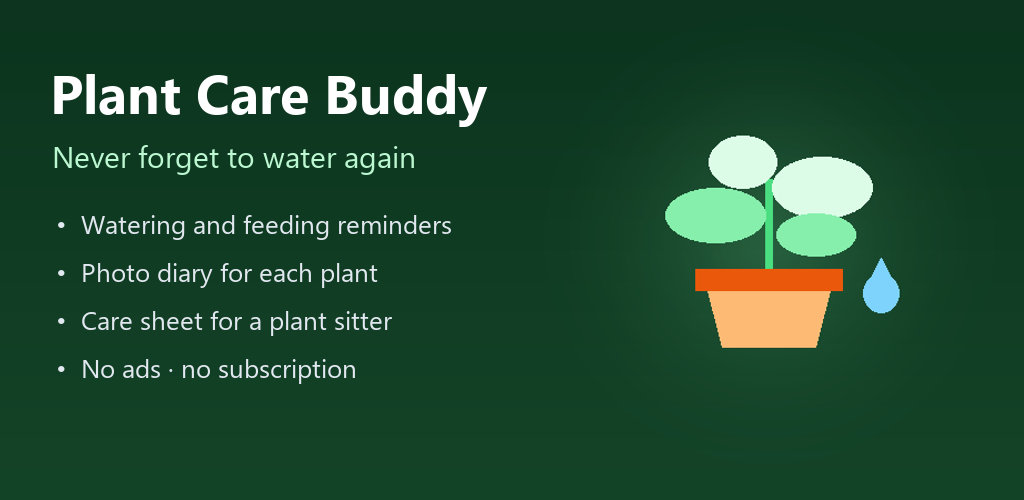 Plant Care Buddy
Never forget to water again
• Watering and feeding reminders
• Photo diary for each plant
• Care sheet for a plant sitter
• No ads · no subscription